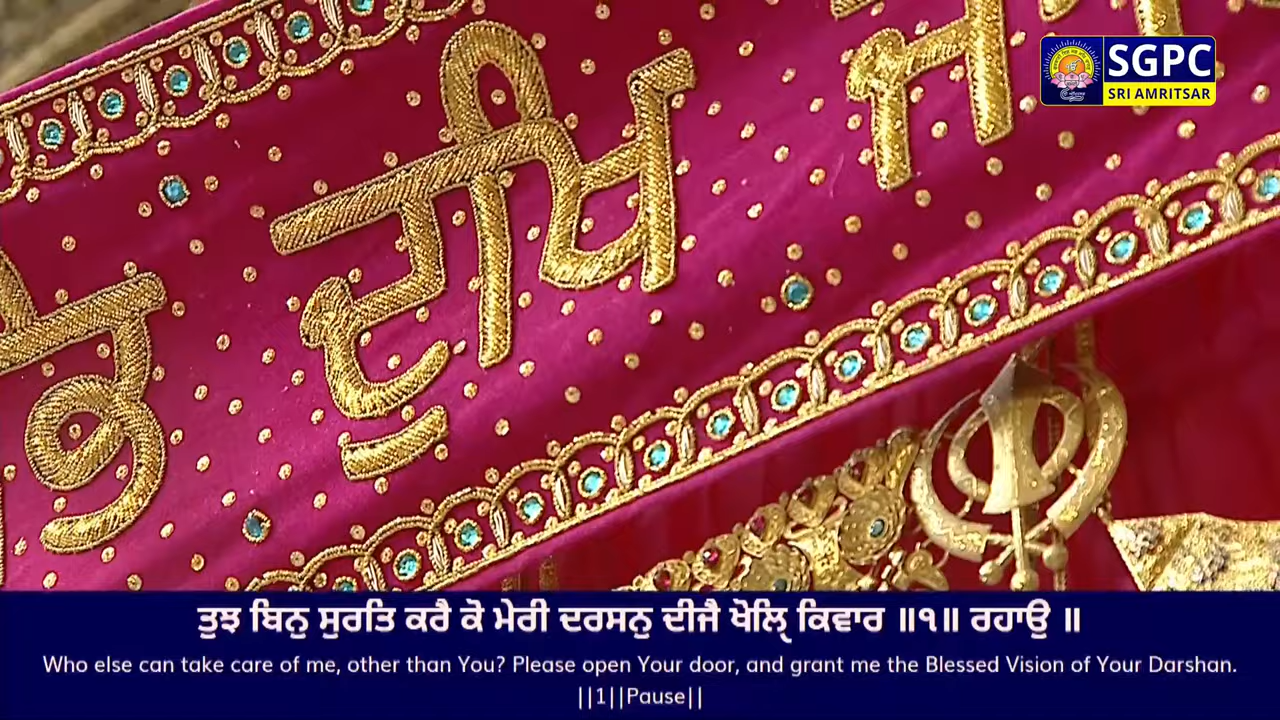 SGPC
SRI AMRITSAR
ਤੁਝ ਬਿਨੁ ਸੁਰਤਿ ਕਰੈ ਕੋ ਮੇਰੀ ਦਰਸਨੁ ਦੀਜੈ ਖੋਲ੍ਹਿ ਕਿਵਾਰ ॥੧॥ ਰਹਾਉ ॥
Who else can take care of me, other than You? Please open Your door, and grant me the Blessed Vision of Your Darshan.
||1||Pause||